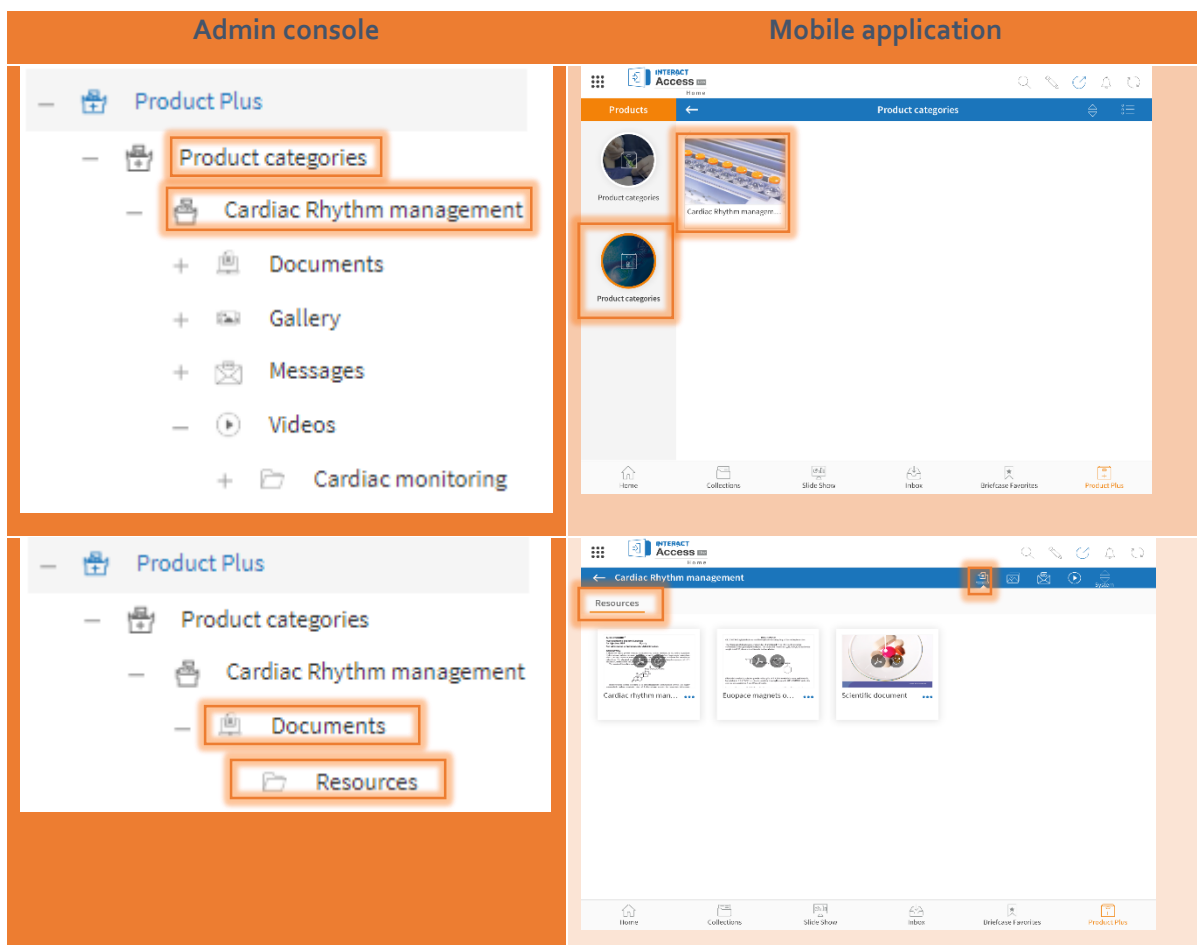 Admin console
Mobile application
Product Plus
Product categories
Cardiac Rhythm management
Documents
Gallery
Messages
Videos
Cardiac monitoring
INTERACT
Access
Home
Products
Product categories
Product categories
Cardiac Rhythm managem...
Product categories
Home
Collections
Slide Show
Inbox
Briefcase Favorites
Product Plus
Product Plus
Product categories
Cardiac Rhythm management
Documents
Resources
INTERACT
Access
Home
Cardiac Rhythm management
System
Resources
Cardiac rhythm man... ...
Euopace magnets o... ...
Scientific document ...
Home
Collections
Slide Show
Inbox
Briefcase Favorites
Product Plus